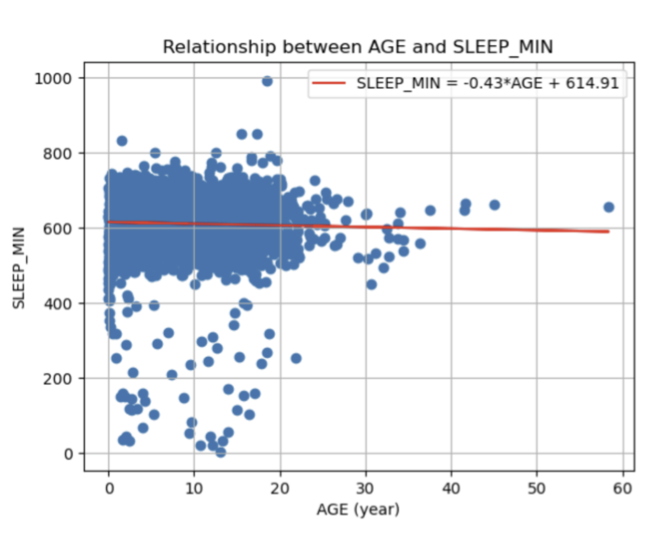 Relationship between AGE and SLEEP_MIN
SLEEP_MIN = -0.43*AGE + 614.91
1000
800
600
400
200
0
SLEEP_MIN
0 10 20 30 40 50 60
AGE (year)